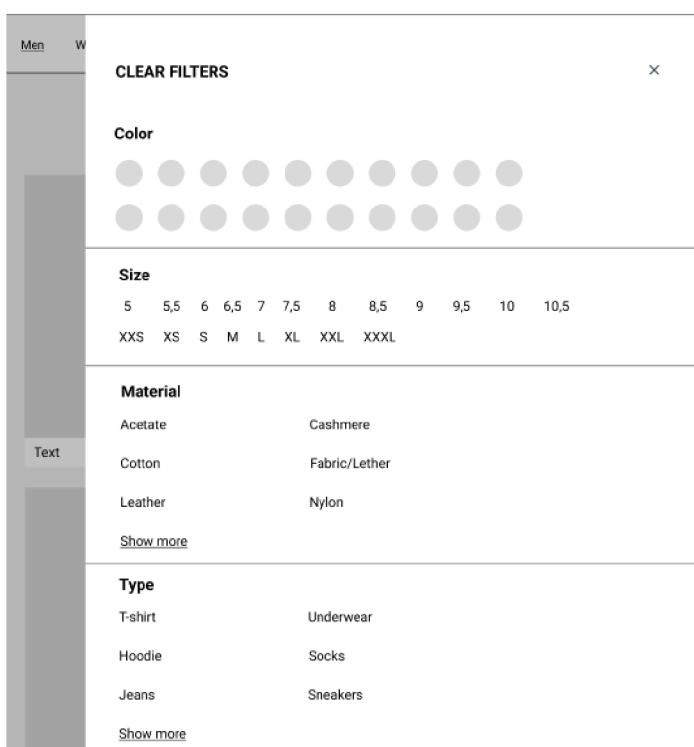 Men W
CLEAR FILTERS ×
Color
Size
5 5,5 6 6,5 7 7,5 8 8,5 9 9,5 10 10,5
XXS XS S M L XL XXL XXXL
Material
Acetate Cashmere
Text
Cotton Fabric/Lether
Leather Nylon
Show more
Type
T-shirt Underwear
Hoodie Socks
Jeans Sneakers
Show more